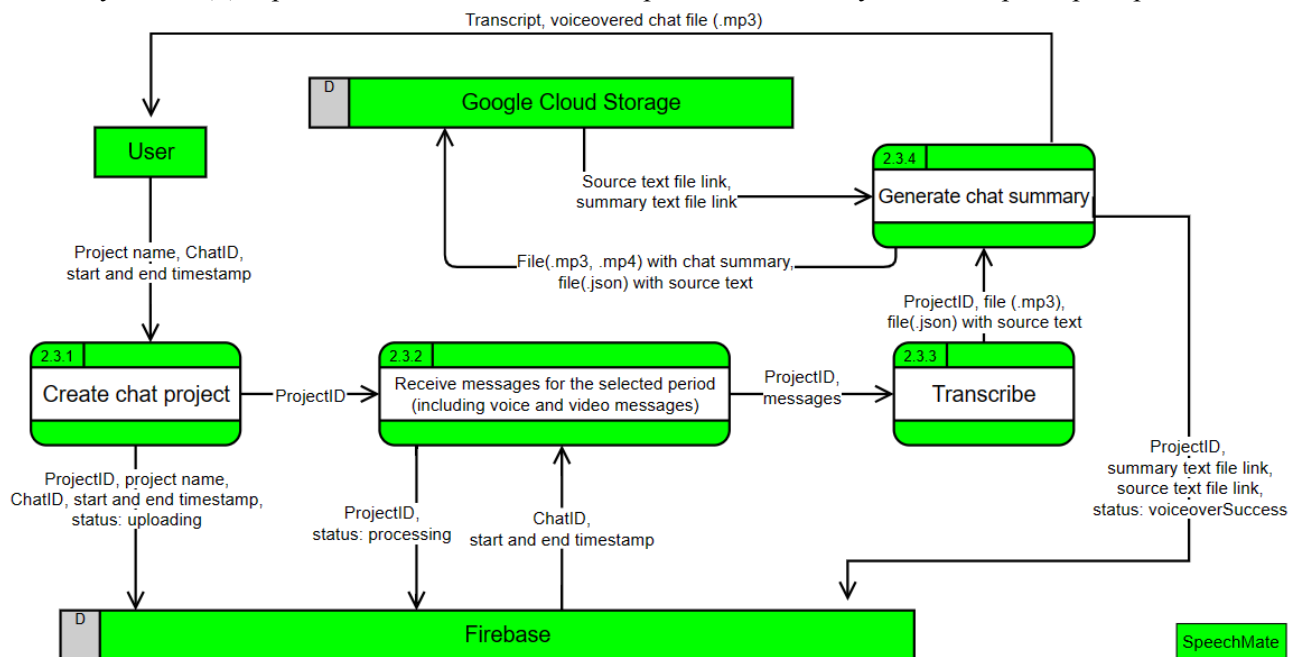 Transcript, voiceovered chat file (.mp3)
D
Google Cloud Storage
User
2.3.4
Generate chat summary
Source text file link,
summary text file link
Project name, ChatID,
start and end timestamp
File(.mp3, .mp4) with chat summary,
file(.json) with source text
ProjectID, file (.mp3),
file(.json) with source text
2.3.1
Create chat project
ProjectID
2.3.2
Receive messages for the selected period
(including voice and video messages)
ProjectID,
messages
2.3.3
Transcribe
ProjectID, project name,
ChatID, start and end timestamp,
status: uploading
ProjectID,
status: processing
ChatID,
start and end timestamp
ProjectID,
summary text file link,
source text file link,
status: voiceoverSuccess
D
Firebase
SpeechMate